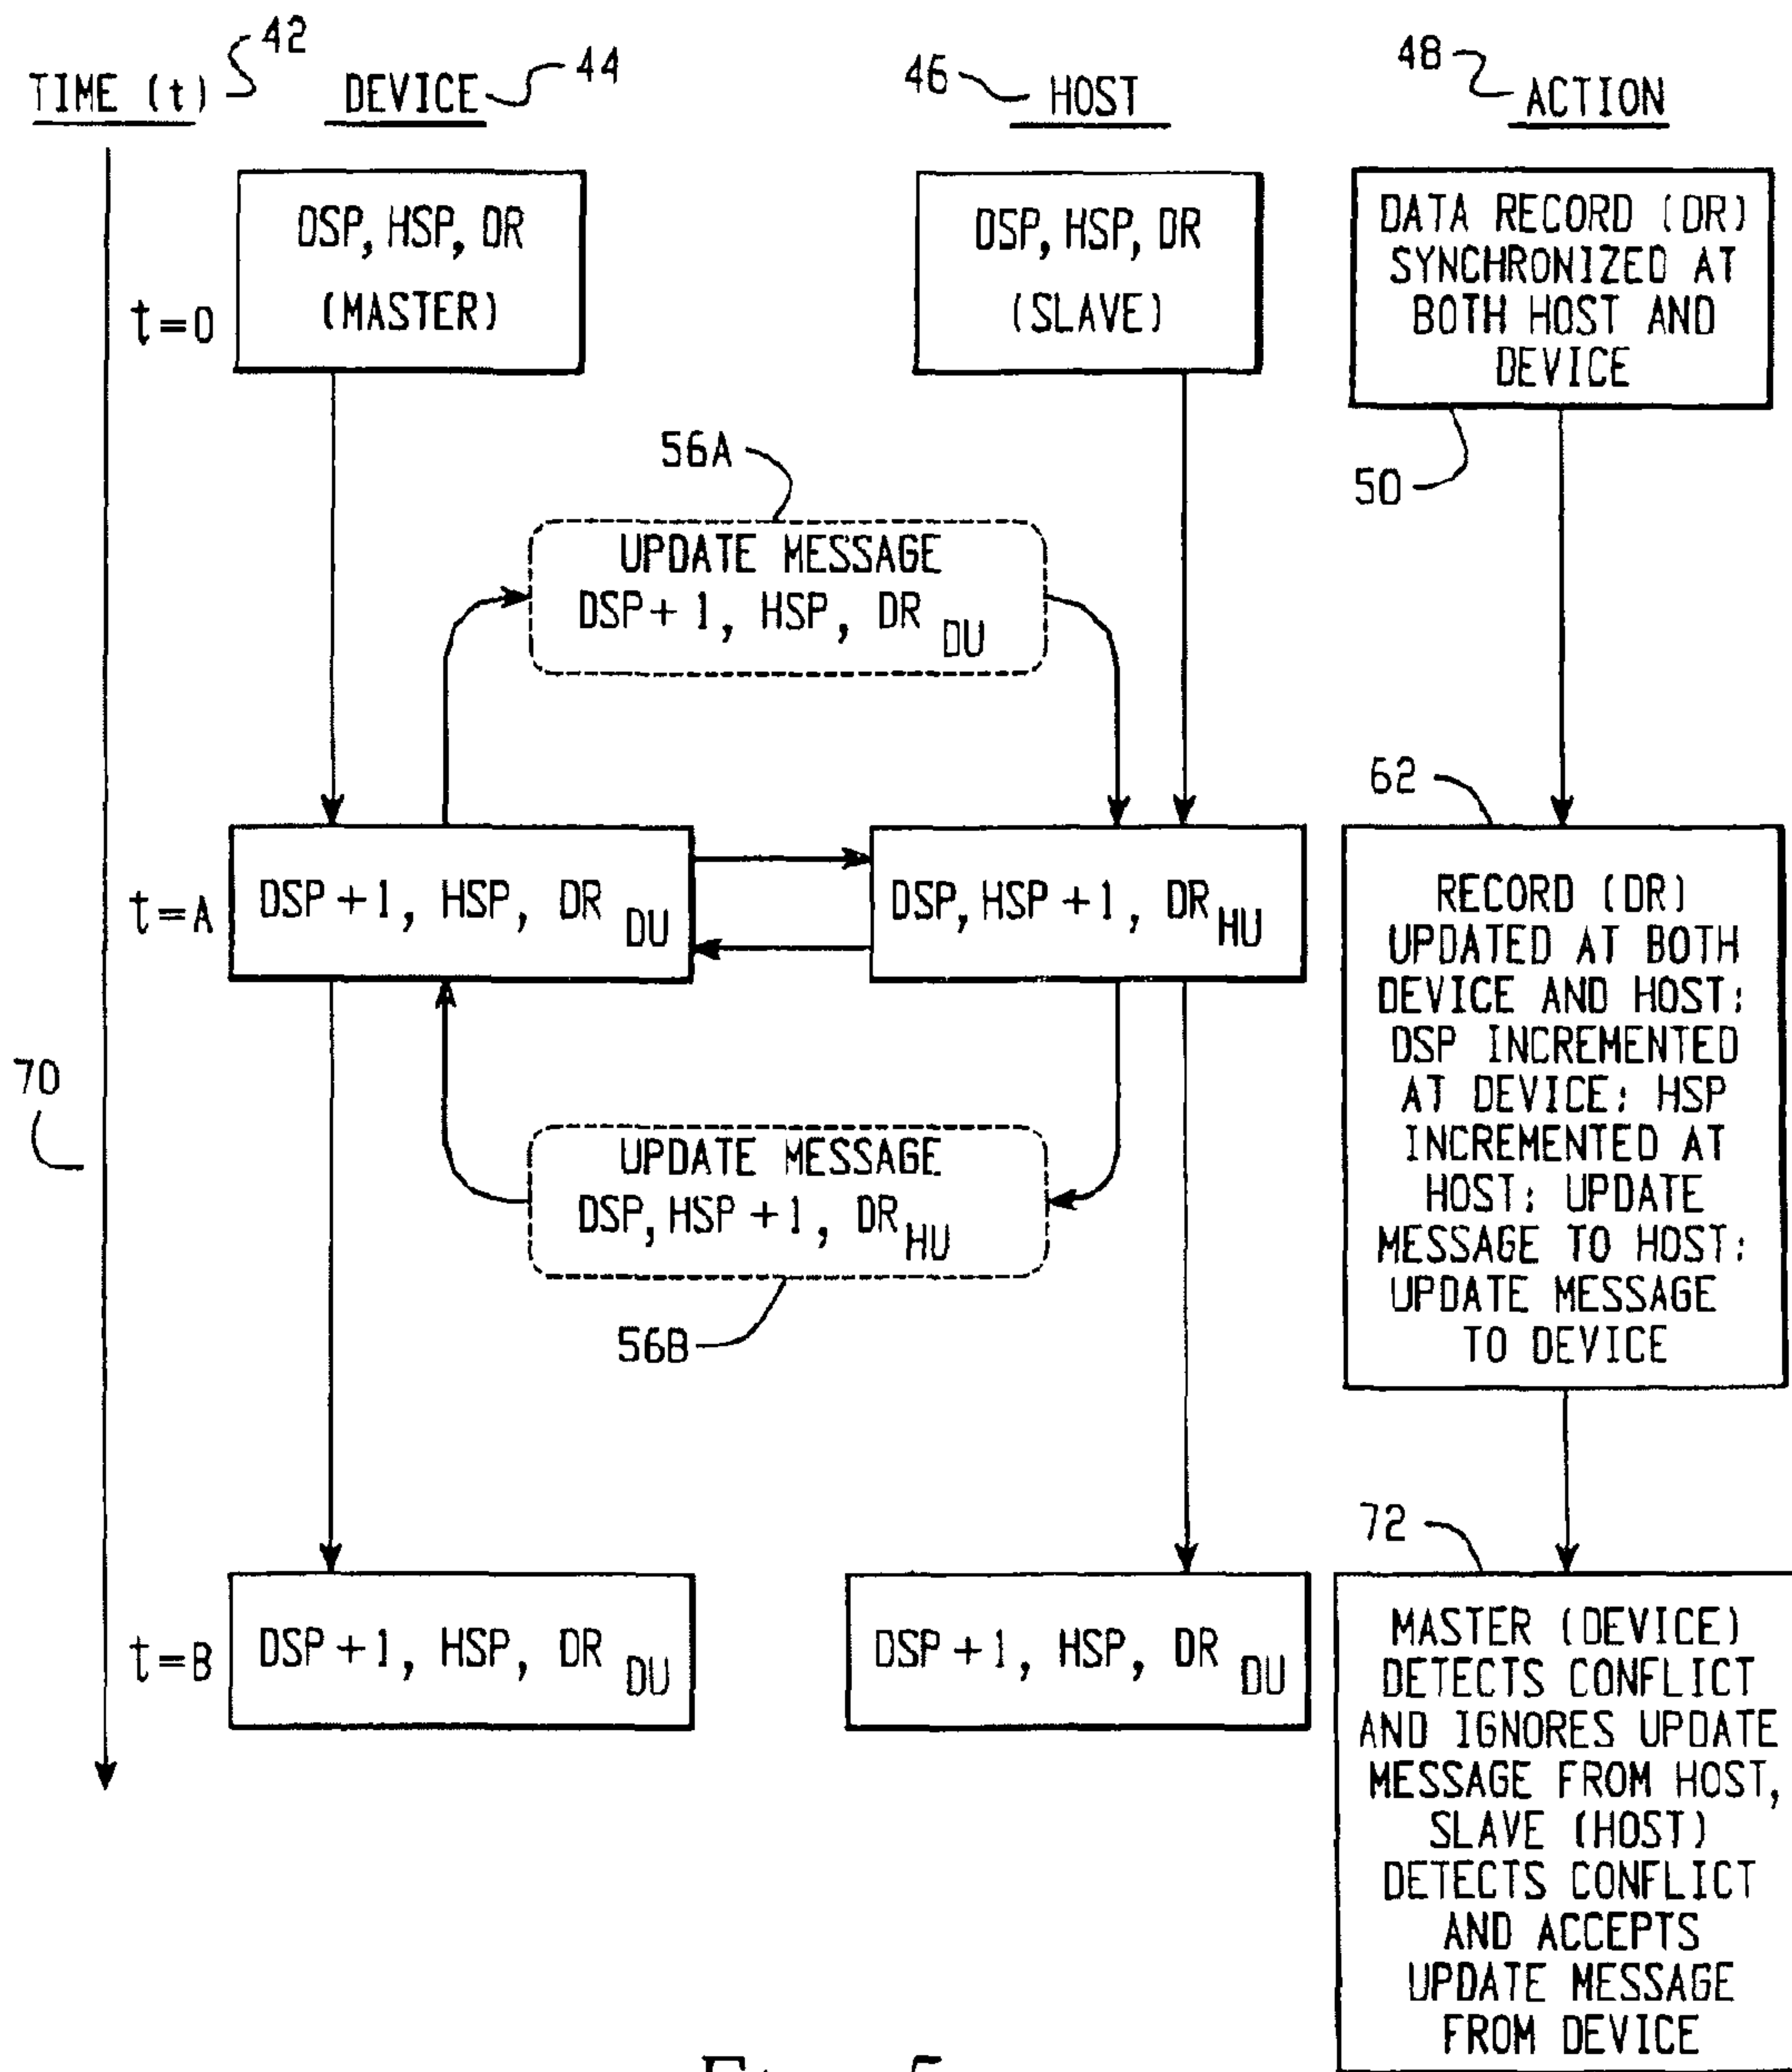 42
44
46
48
TIME (t)
DEVICE
HOST
ACTION
DSP, HSP, DR
(MASTER)
DSP, HSP, DR
(SLAVE)
DATA RECORD (DR)
SYNCHRONIZED AT
BOTH HOST AND
DEVICE
t=0
50
56A
UPDATE MESSAGE
DSP+1, HSP, DR DU
62
t=A
DSP+1, HSP, DR DU
DSP, HSP+1, DR HU
RECORD (DR)
UPDATED AT BOTH
DEVICE AND HOST;
DSP INCREMENTED
AT DEVICE; HSP
INCREMENTED AT
HOST; UPDATE
MESSAGE TO HOST;
UPDATE MESSAGE
TO DEVICE
70
UPDATE MESSAGE
DSP, HSP+1, DR HU
56B
72
t=B
DSP+1, HSP, DR DU
DSP+1, HSP, DR DU
MASTER (DEVICE)
DETECTS CONFLICT
AND IGNORES UPDATE
MESSAGE FROM HOST,
SLAVE (HOST)
DETECTS CONFLICT
AND ACCEPTS
UPDATE MESSAGE
FROM DEVICE